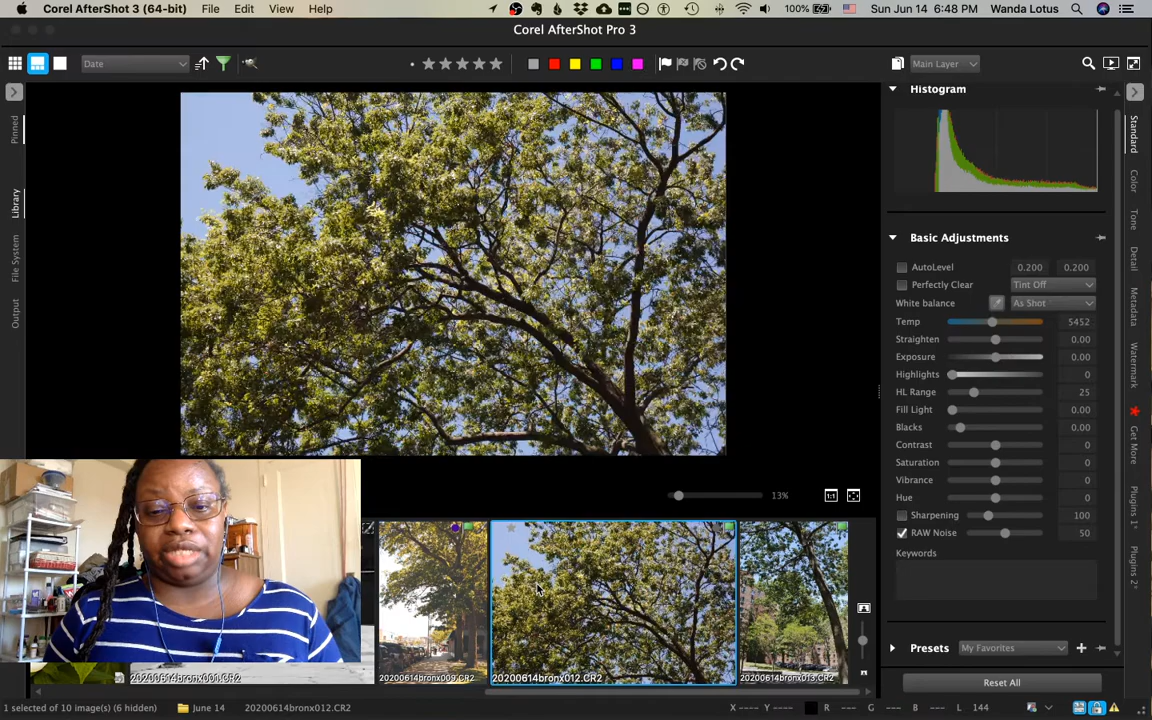 Corel AfterShot 3 (64-bit) File Edit View Help 100% Sun Jun 14 6:48 PM Wanda Lotus
Corel AfterShot Pro 3
Date Main Layer
Histogram
Pinned
Library
File System
Output
Standard
Color
Tone
Detail
Metadata
Watermark
Get More
Plugins 1*
Plugins 2*
Basic Adjustments
AutoLevel 0.200 0.200
Perfectly Clear Tint Off
White balance As Shot
Temp 5452
Straighten 0.00
Exposure 0.00
Highlights 0
HL Range 25
Fill Light 0.00
Blacks 0.00
Contrast 0
Saturation 0
Vibrance 0
Hue 0
Sharpening 100
RAW Noise 50
Keywords
13% 1:1
20200614bronx001.CR2 20200614bronx009.CR2 20200614bronx012.CR2 20200614bronx013.CR2
Presets My Favorites
Reset All
1 selected of 10 image(s) (6 hidden) June 14 20200614bronx012.CR2 X ---- Y ---- R --- G --- B --- L 144